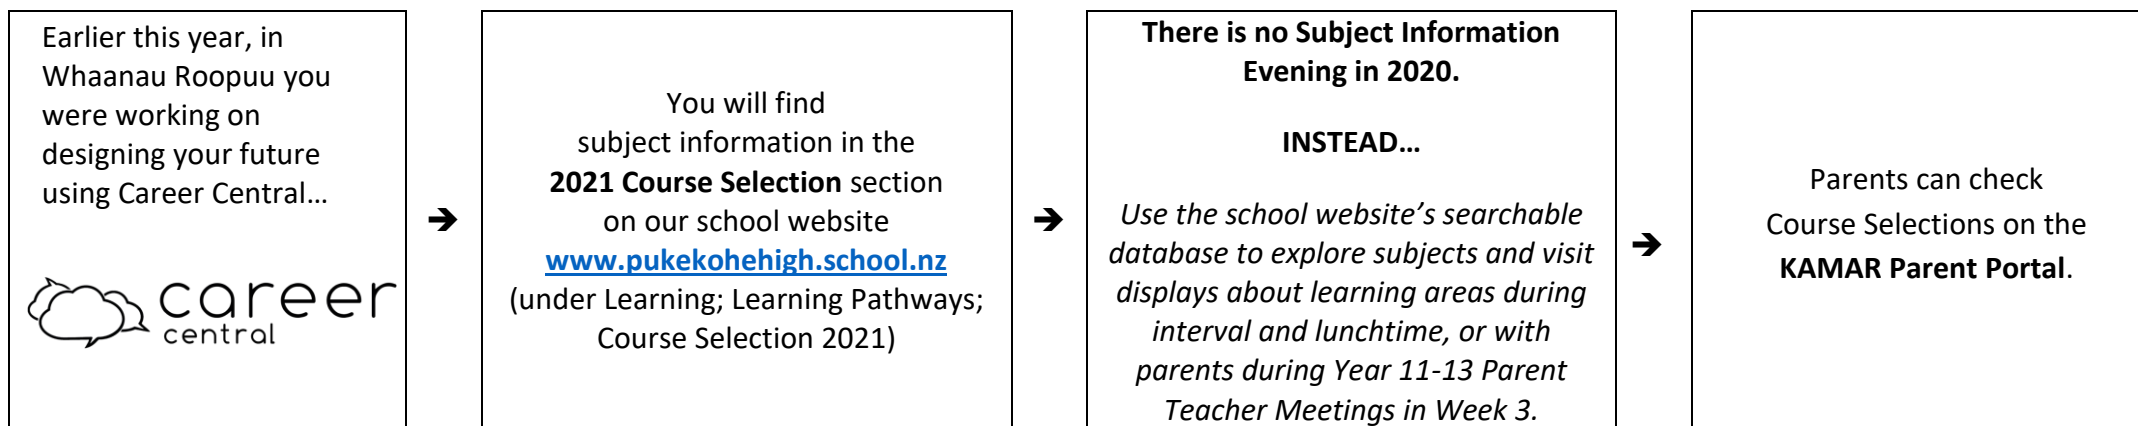 Earlier this year, in
Whaanau Roopuu you
were working on
designing your future
using Career Central…
career
central
➔
You will find
subject information in the
2021 Course Selection section
on our school website
www.pukekohehigh.school.nz
(under Learning; Learning Pathways;
Course Selection 2021)
➔
There is no Subject Information
Evening in 2020.
INSTEAD…
Use the school website’s searchable
database to explore subjects and visit
displays about learning areas during
interval and lunchtime, or with
parents during Year 11-13 Parent
Teacher Meetings in Week 3.
➔
Parents can check
Course Selections on the
KAMAR Parent Portal.